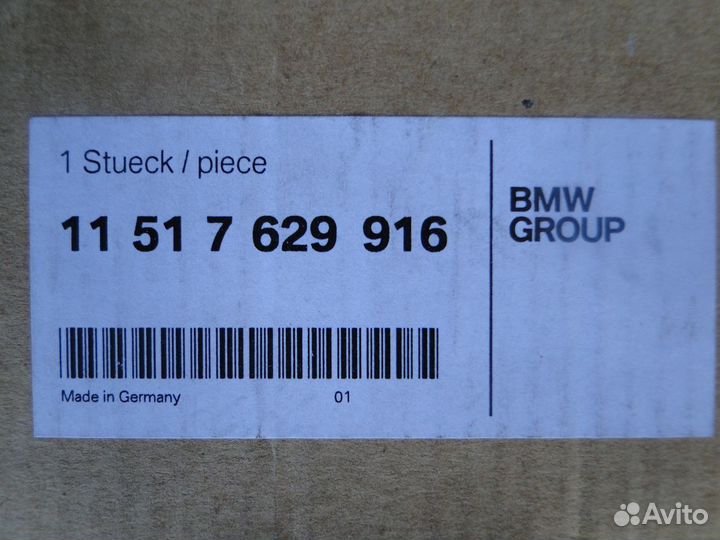 1 Stueck / piece
11 51 7 629 916
Made in Germany 01
BMW
GROUP
Avito